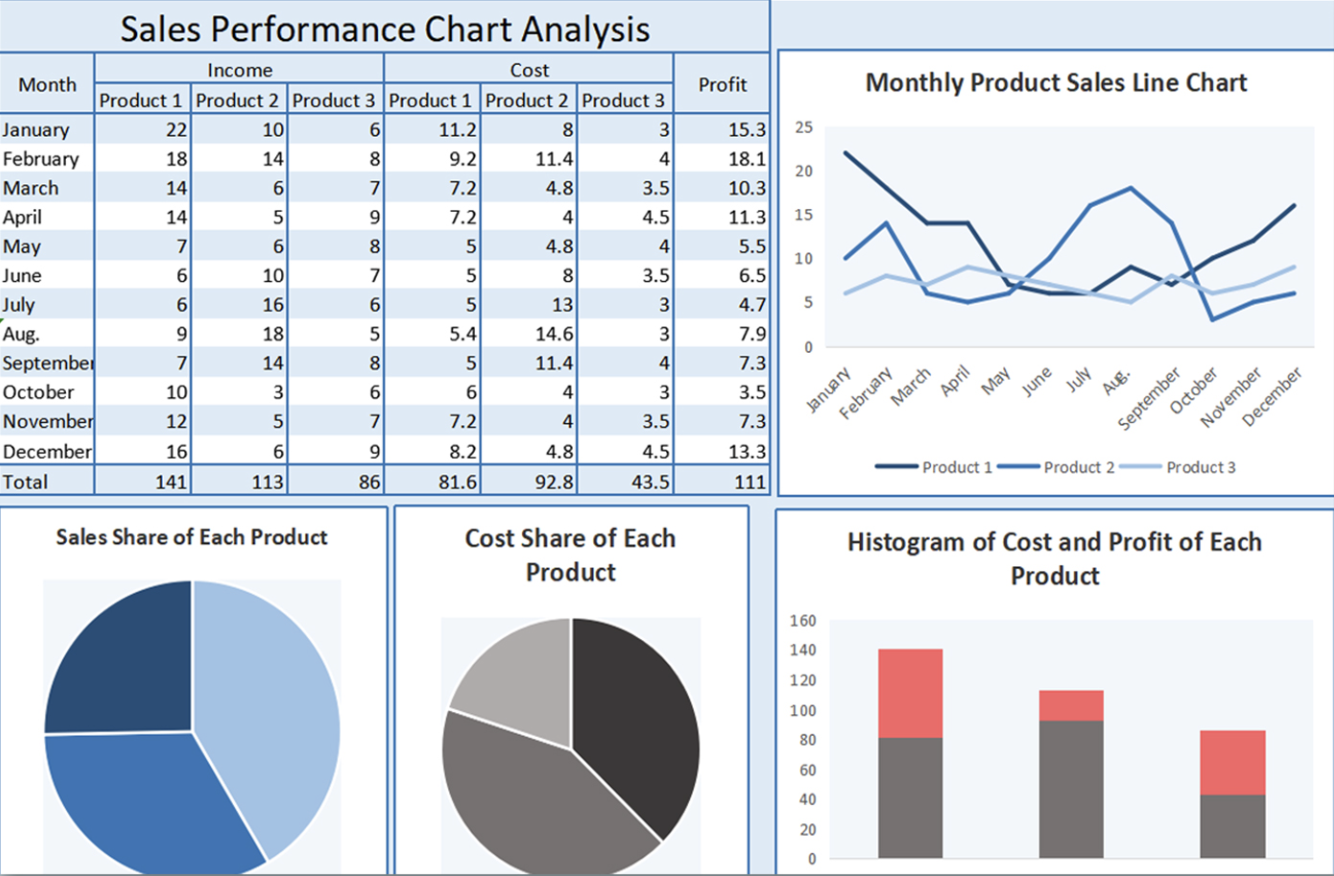 Sales Performance Chart Analysis
Month Income Cost Profit
Product 1 Product 2 Product 3 Product 1 Product 2 Product 3
January 22 10 6 11.2 8 3 15.3
February 18 14 8 9.2 11.4 4 18.1
March 14 6 7 7.2 4.8 3.5 10.3
April 14 5 9 7.2 4 4.5 11.3
May 7 6 8 5 4.8 4 5.5
June 6 10 7 5 8 3.5 6.5
July 6 16 6 5 13 3 4.7
Aug. 9 18 5 5.4 14.6 3 7.9
September 7 14 8 5 11.4 4 7.3
October 10 3 6 6 4 3 3.5
November 12 5 7 7.2 4 3.5 7.3
December 16 6 9 8.2 4.8 4.5 13.3
Total 141 113 86 81.6 92.8 43.5 111
Monthly Product Sales Line Chart
25
20
15
10
5
0
January February March April May June July Aug. September October November December
Product 1 Product 2 Product 3
Sales Share of Each Product
Cost Share of Each
Product
Histogram of Cost and Profit of Each
Product
160
140
120
100
80
60
40
20
0